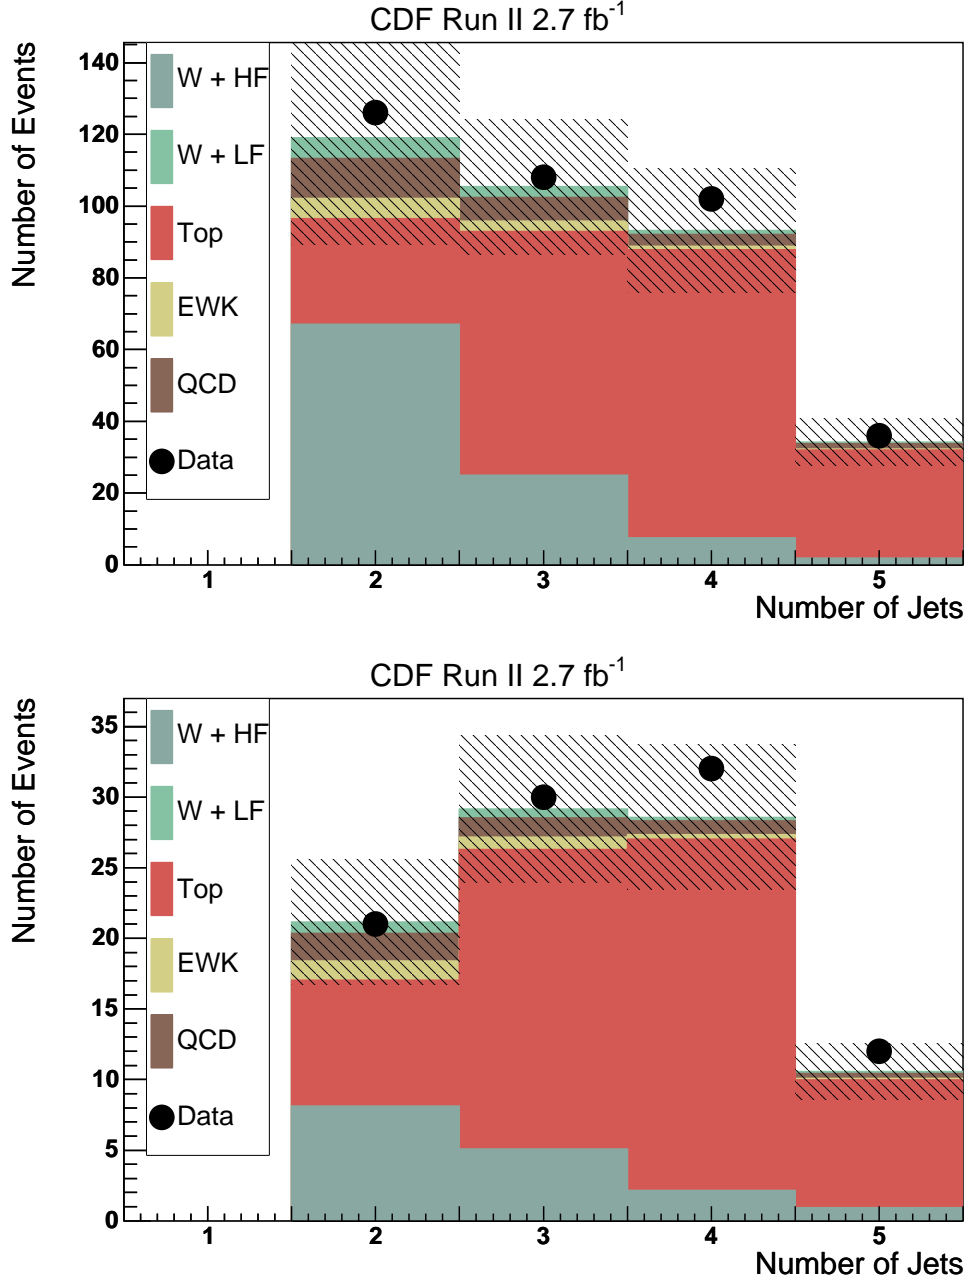 CDF Run II 2.7 fb⁻¹
Number of Events
140
120
100
80
60
40
20
0
W + HF
W + LF
Top
EWK
QCD
Data
1 2 3 4 5
Number of Jets
CDF Run II 2.7 fb⁻¹
Number of Events
35
30
25
20
15
10
5
0
W + HF
W + LF
Top
EWK
QCD
Data
1 2 3 4 5
Number of Jets